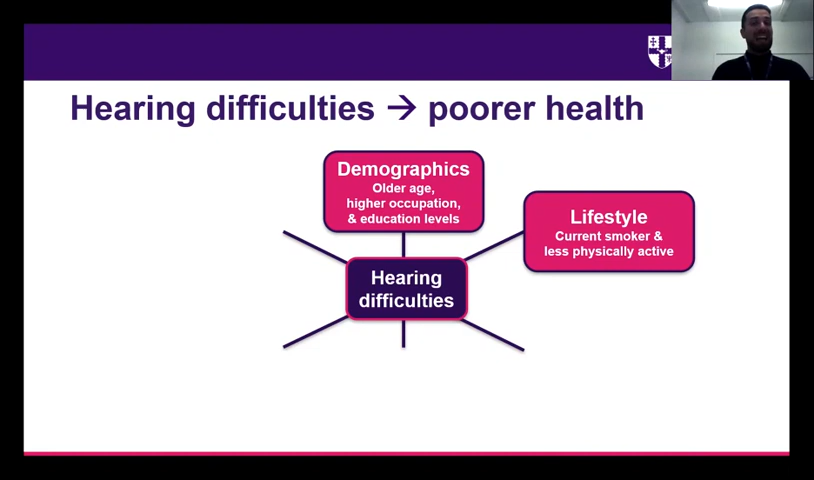 Hearing difficulties → poorer health
Demographics
Older age,
higher occupation,
& education levels
Lifestyle
Current smoker &
less physically active
Hearing
difficulties